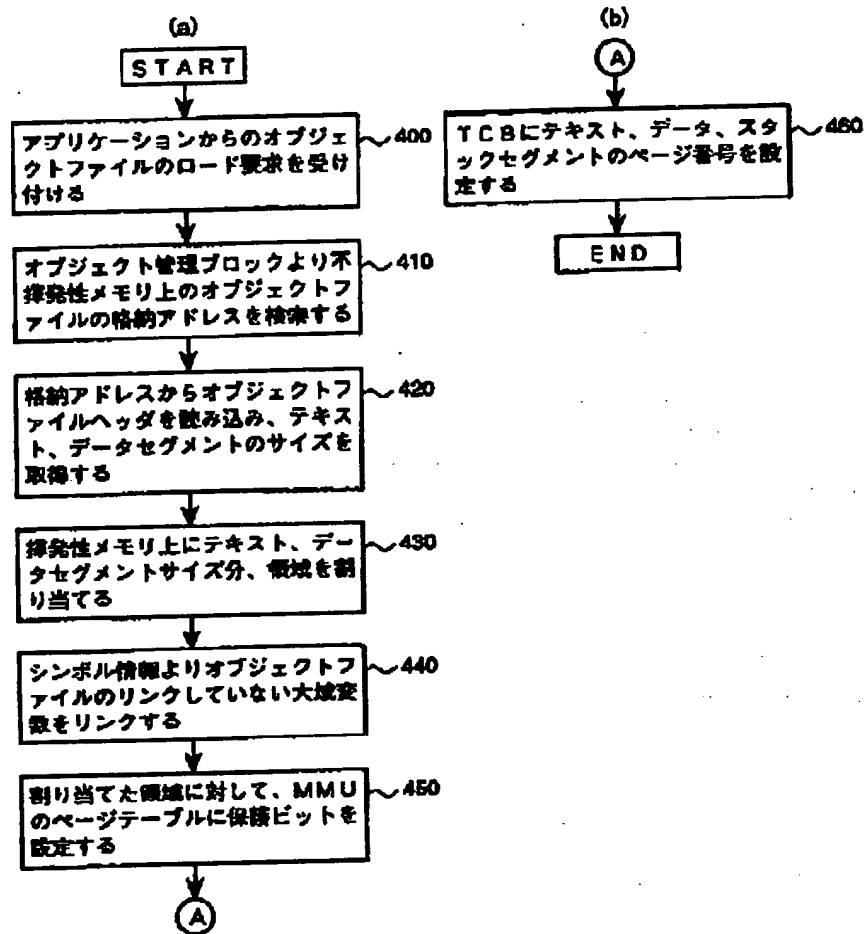 (a)
START
アプリケーションからのオブジェ
クトファイルのロード要求を受け
付ける
400
オブジェクト管理ブロックより不
揮発性メモリ上のオブジェクトフ
ァイルの格納アドレスを検索する
410
格納アドレスからオブジェクトフ
ァイルヘッダを読み込み、テキス
ト、データセグメントのサイズを
取得する
420
揮発性メモリ上にテキスト、デー
タセグメントサイズ分、領域を割
り当てる
430
シンボル情報よりオブジェクトフ
ァイルのリンクしていない大域変
数をリンクする
440
割り当てた領域に対して、MMU
のページテーブルに保護ビットを
設定する
450
A
(b)
A
TCBにテキスト、データ、スタ
ックセグメントのページ番号を設
定する
460
END